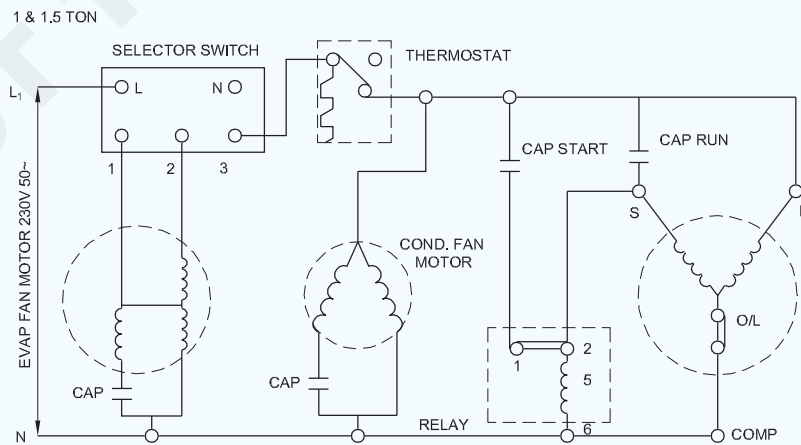 1 & 1.5 TON
SELECTOR SWITCH
THERMOSTAT
L1
L
N
1
2
3
CAP START
CAP RUN
S
EVAP FAN MOTOR 230V 50~
COND. FAN
MOTOR
O/L
1
2
5
6
CAP
CAP
N
RELAY
COMP